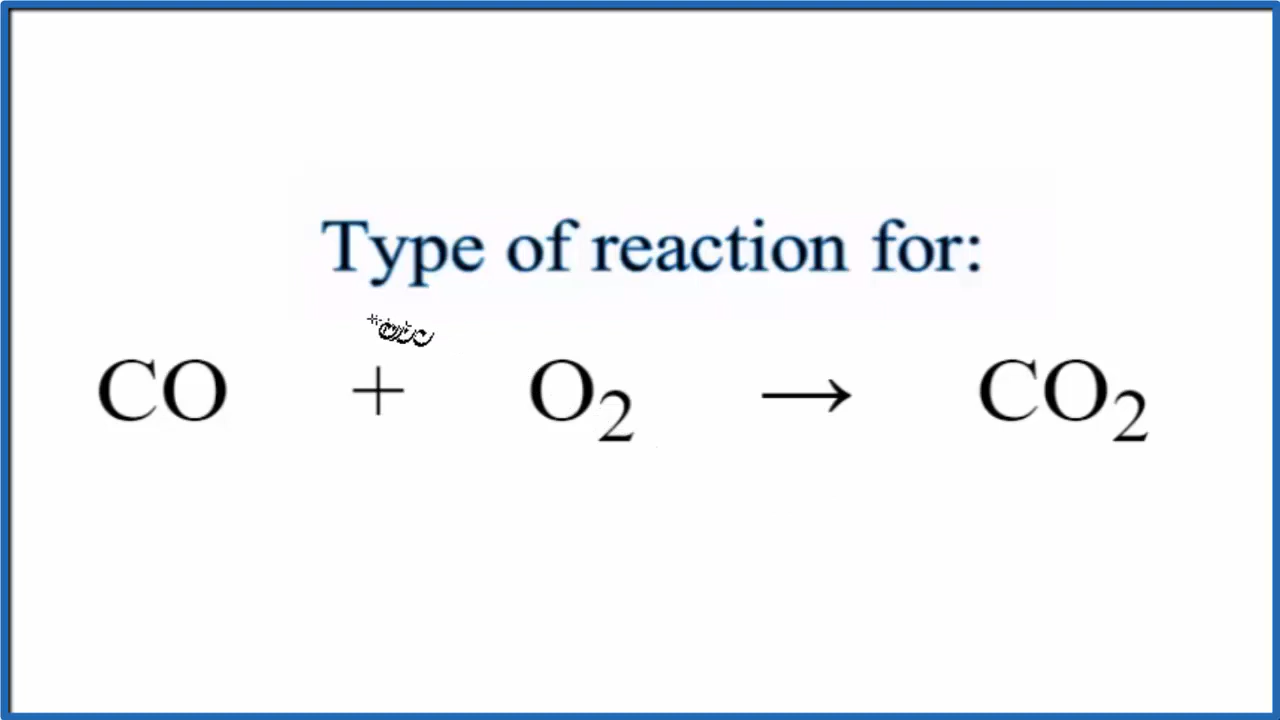 Type of reaction for:
CO + O₂ → CO₂